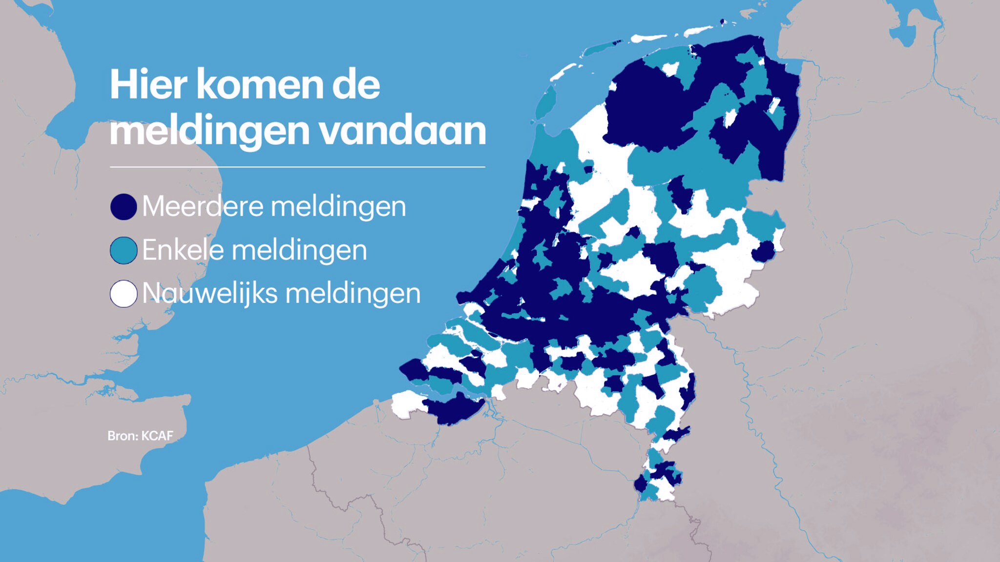 Hier komen de
meldingen vandaan
Meerdere meldingen
Enkele meldingen
Nauwelijks meldingen
Bron: KCAF